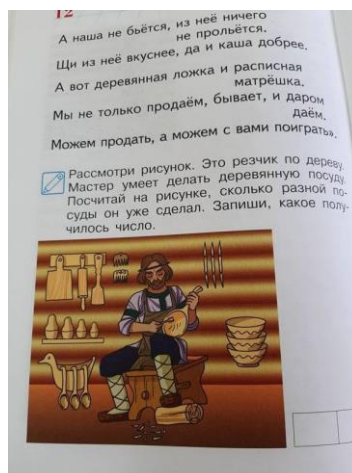 12
А наша не бьётся, из неё ничего
не прольётся.
Щи из неё вкуснее, да и каша добрее.
А вот деревянная ложка и расписная
матрёшка.
Мы не только продаём, бывает, и даром
даём.
Можем продать, а можем с вами поиграть».
Рассмотри рисунок. Это резчик по дереву.
Мастер умеет делать деревянную посуду.
Посчитай на рисунке, сколько разной по-
суды он уже сделал. Запиши, какое полу-
чилось число.